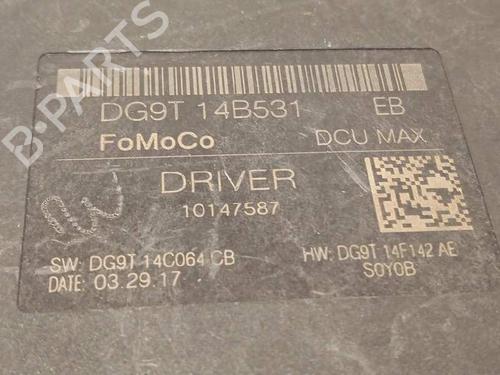 DG9T 14B531 EB
FoMoCo DCU MAX
DRIVER
10147587
SW: DG9T 14C064 CB
HW: DG9T 14F142 AE
DATE: 03.29.17
S0Y0B
B-PARTS